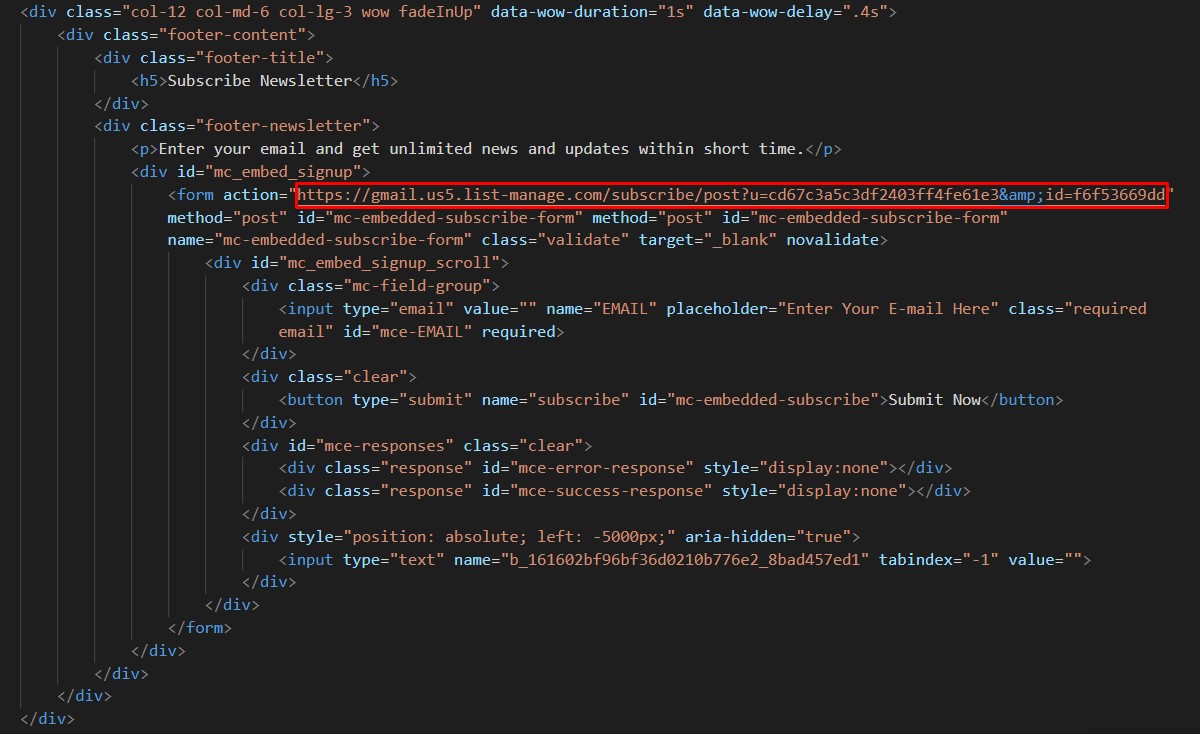 <div class="col-12 col-md-6 col-lg-3 wow fadeInUp" data-wow-duration="1s" data-wow-delay=".4s">
<div class="footer-content">
<div class="footer-title">
<h5>Subscribe Newsletter</h5>
</div>
<div class="footer-newsletter">
<p>Enter your email and get unlimited news and updates within short time.</p>
<div id="mc_embed_signup">
<form action="https://gmail.us5.list-manage.com/subscribe/post?u=cd67c3a5c3df2403ff4fe61e3&amp;id=f6f53669dd"
method="post" id="mc-embedded-subscribe-form" method="post" id="mc-embedded-subscribe-form"
name="mc-embedded-subscribe-form" class="validate" target="_blank" novalidate>
<div id="mc_embed_signup_scroll">
<div class="mc-field-group">
<input type="email" value="" name="EMAIL" placeholder="Enter Your E-mail Here" class="required
email" id="mce-EMAIL" required>
</div>
<div class="clear">
<button type="submit" name="subscribe" id="mc-embedded-subscribe">Submit Now</button>
</div>
<div id="mce-responses" class="clear">
<div class="response" id="mce-error-response" style="display:none"></div>
<div class="response" id="mce-success-response" style="display:none"></div>
</div>
<div style="position: absolute; left: -5000px;" aria-hidden="true">
<input type="text" name="b_161602bf96bf36d0210b776e2_8bad457ed1" tabindex="-1" value="">
</div>
</div>
</form>
</div>
</div>
</div>
</div>